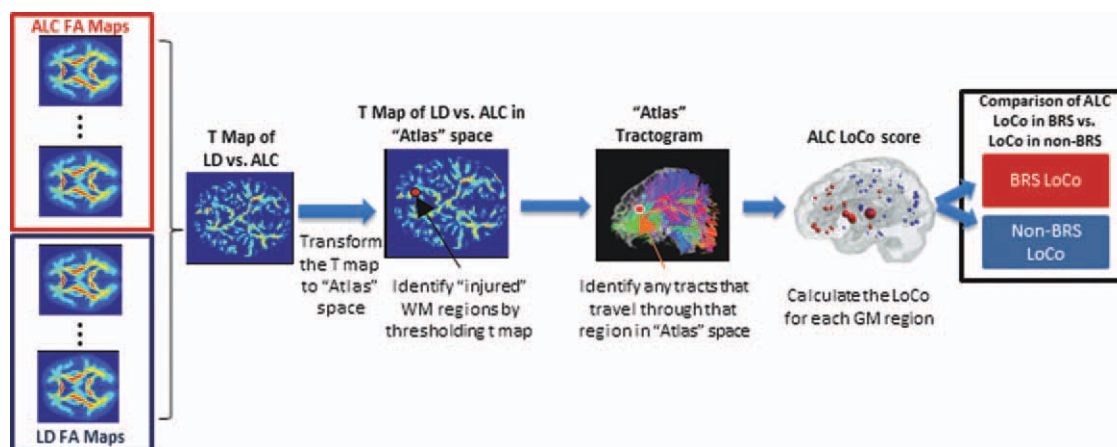 ALC FA Maps
LD FA Maps
T Map of
LD vs. ALC
Transform
the T map
to "Atlas"
space
T Map of LD vs. ALC in
"Atlas" space
Identify "injured"
WM regions by
thresholding t map
"Atlas"
Tractogram
Identify any tracts that
travel through that
region in "Atlas" space
ALC LoCo score
Calculate the LoCo
for each GM region
Comparison of ALC
LoCo in BRS vs.
LoCo in non-BRS
BRS LoCo
Non-BRS
LoCo